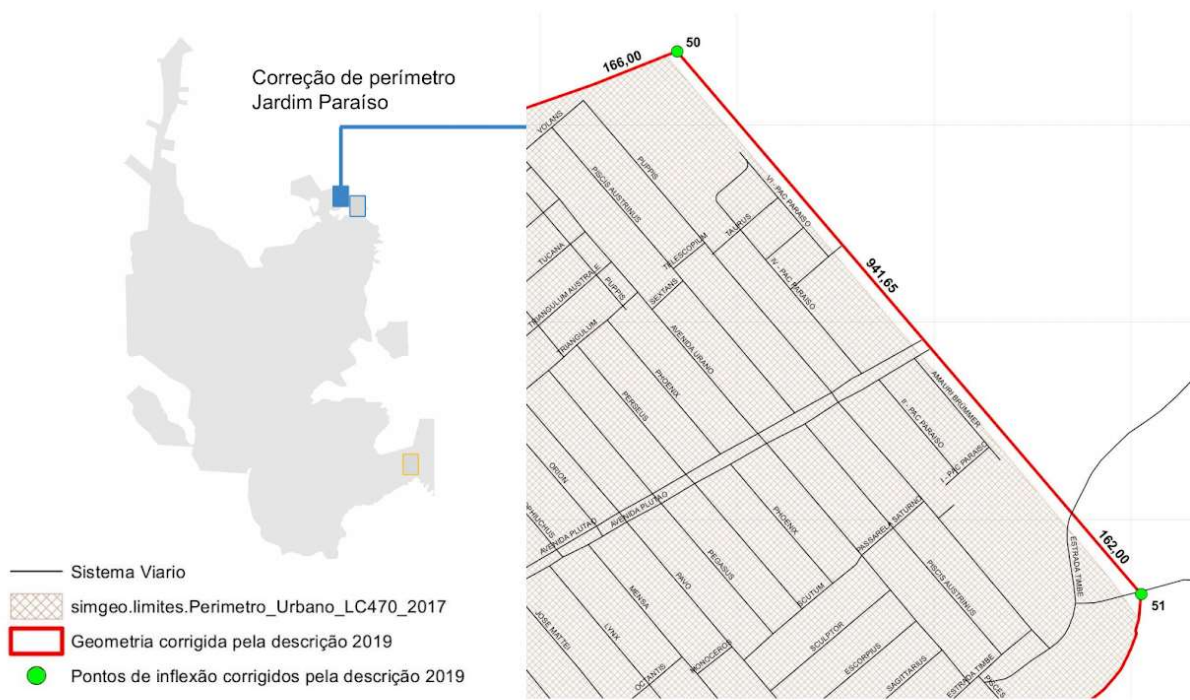 Correção de perímetro
Jardim Paraíso
Sistema Viario
simgeo.limites.Perimetro_Urbano_LC470_2017
Geometria corrigida pela descrição 2019
Pontos de inflexão corrigidos pela descrição 2019
166,00
50
VOLANS
PUPPIS
PISCIS AUSTRINUS
VI - PAC PARAISO
TAURUS
TELESCOPIUM
TUCANA
IV - PAC PARAISO
941,65
TRIANGULUM AUSTRALE
PUPPIS
SEXTANS
TRIANGULUM
AVENIDA URANO
PHOENIX
PERSEUS
AMAURI BRÜMMER
II - PAC PARAISO
I - PAC PARAISO
ORION
AVENIDA PLUTAO
AVENIDA PLUTAO
PHOENIX
PASSARELA SATURNO
162,00
ESTRADA TIMBE
51
PEGASUS
PAVO
MENSA
SCUTUM
PISCIS AUSTRINUS
LYNX
JOSE MATTEI
MONOCEROS
SCULPTOR
ESCORPIUS
SAGITTARIUS
ESTRADA TIMBE
PISCES